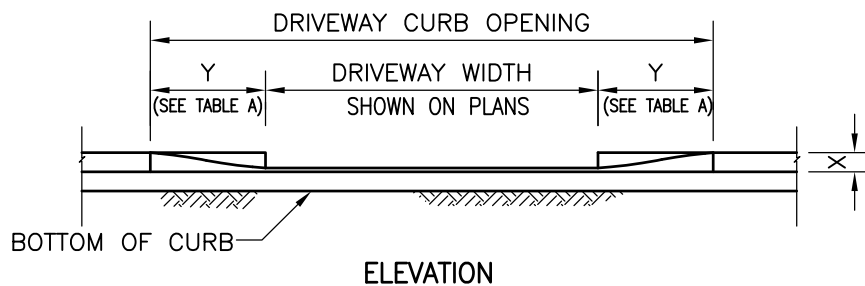 DRIVEWAY CURB OPENING
Y
DRIVEWAY WIDTH
Y
(SEE TABLE A)
SHOWN ON PLANS
(SEE TABLE A)
X
BOTTOM OF CURB
ELEVATION